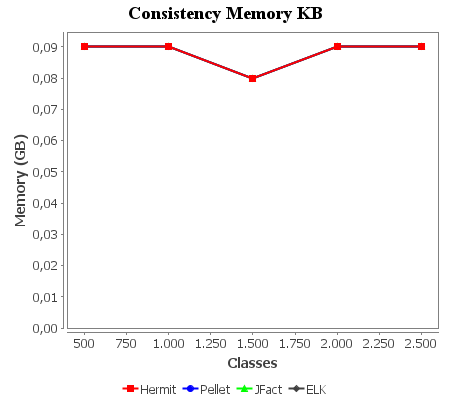 Consistency Memory KB
Memory (GB)
0,09
0,08
0,07
0,06
0,05
0,04
0,03
0,02
0,01
0,00
500 750 1.000 1.250 1.500 1.750 2.000 2.250 2.500
Classes
Hermit Pellet JFact ELK